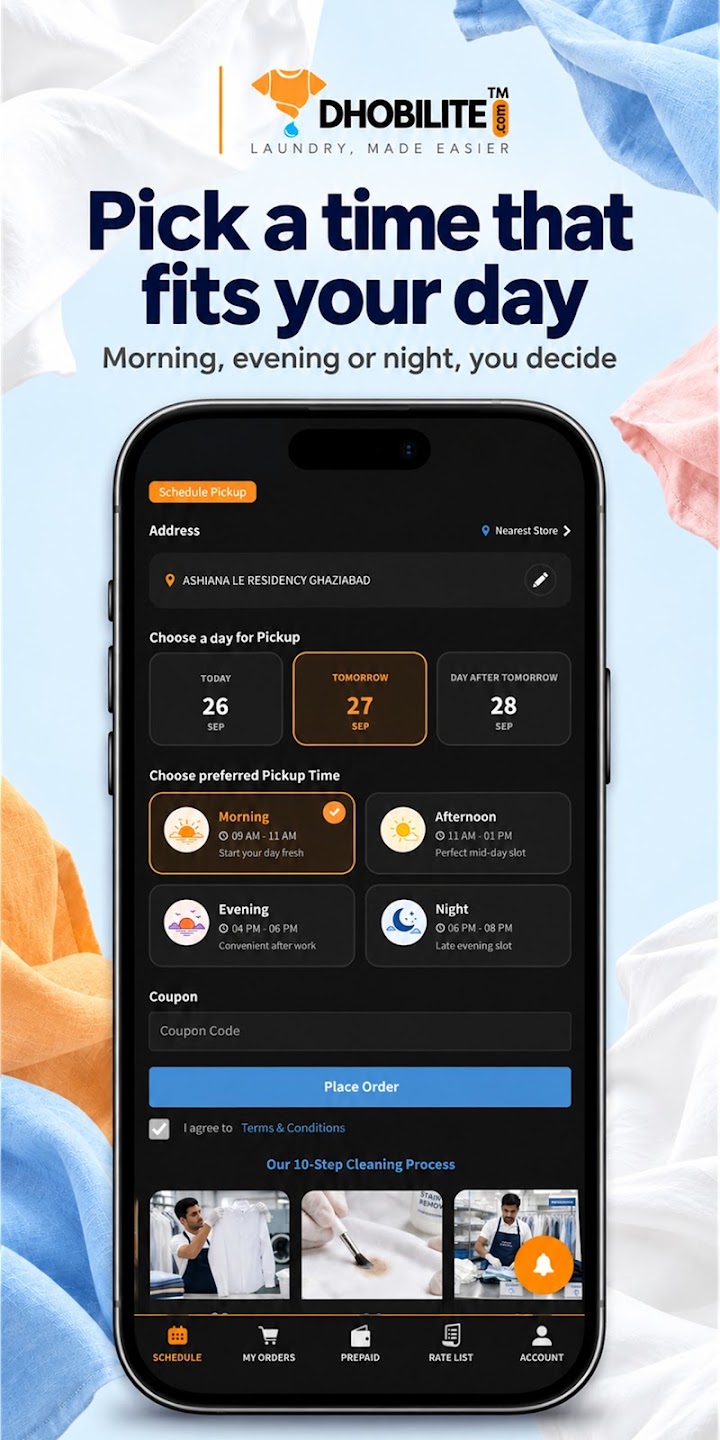 DHOBILITE.com™
LAUNDRY, MADE EASIER
Pick a time that
fits your day
Morning, evening or night, you decide
Schedule Pickup
Address
Nearest Store
ASHIANA LE RESIDENCY GHAZIABAD
Choose a day for Pickup
TODAY
26
SEP
TOMORROW
27
SEP
DAY AFTER TOMORROW
28
SEP
Choose preferred Pickup Time
Morning
09 AM - 11 AM
Start your day fresh
Afternoon
11 AM - 01 PM
Perfect mid-day slot
Evening
04 PM - 06 PM
Convenient after work
Night
06 PM - 08 PM
Late evening slot
Coupon
Coupon Code
Place Order
I agree to Terms & Conditions
Our 10-Step Cleaning Process
STAIN
SCHEDULE
MY ORDERS
PREPAID
RATE LIST
ACCOUNT